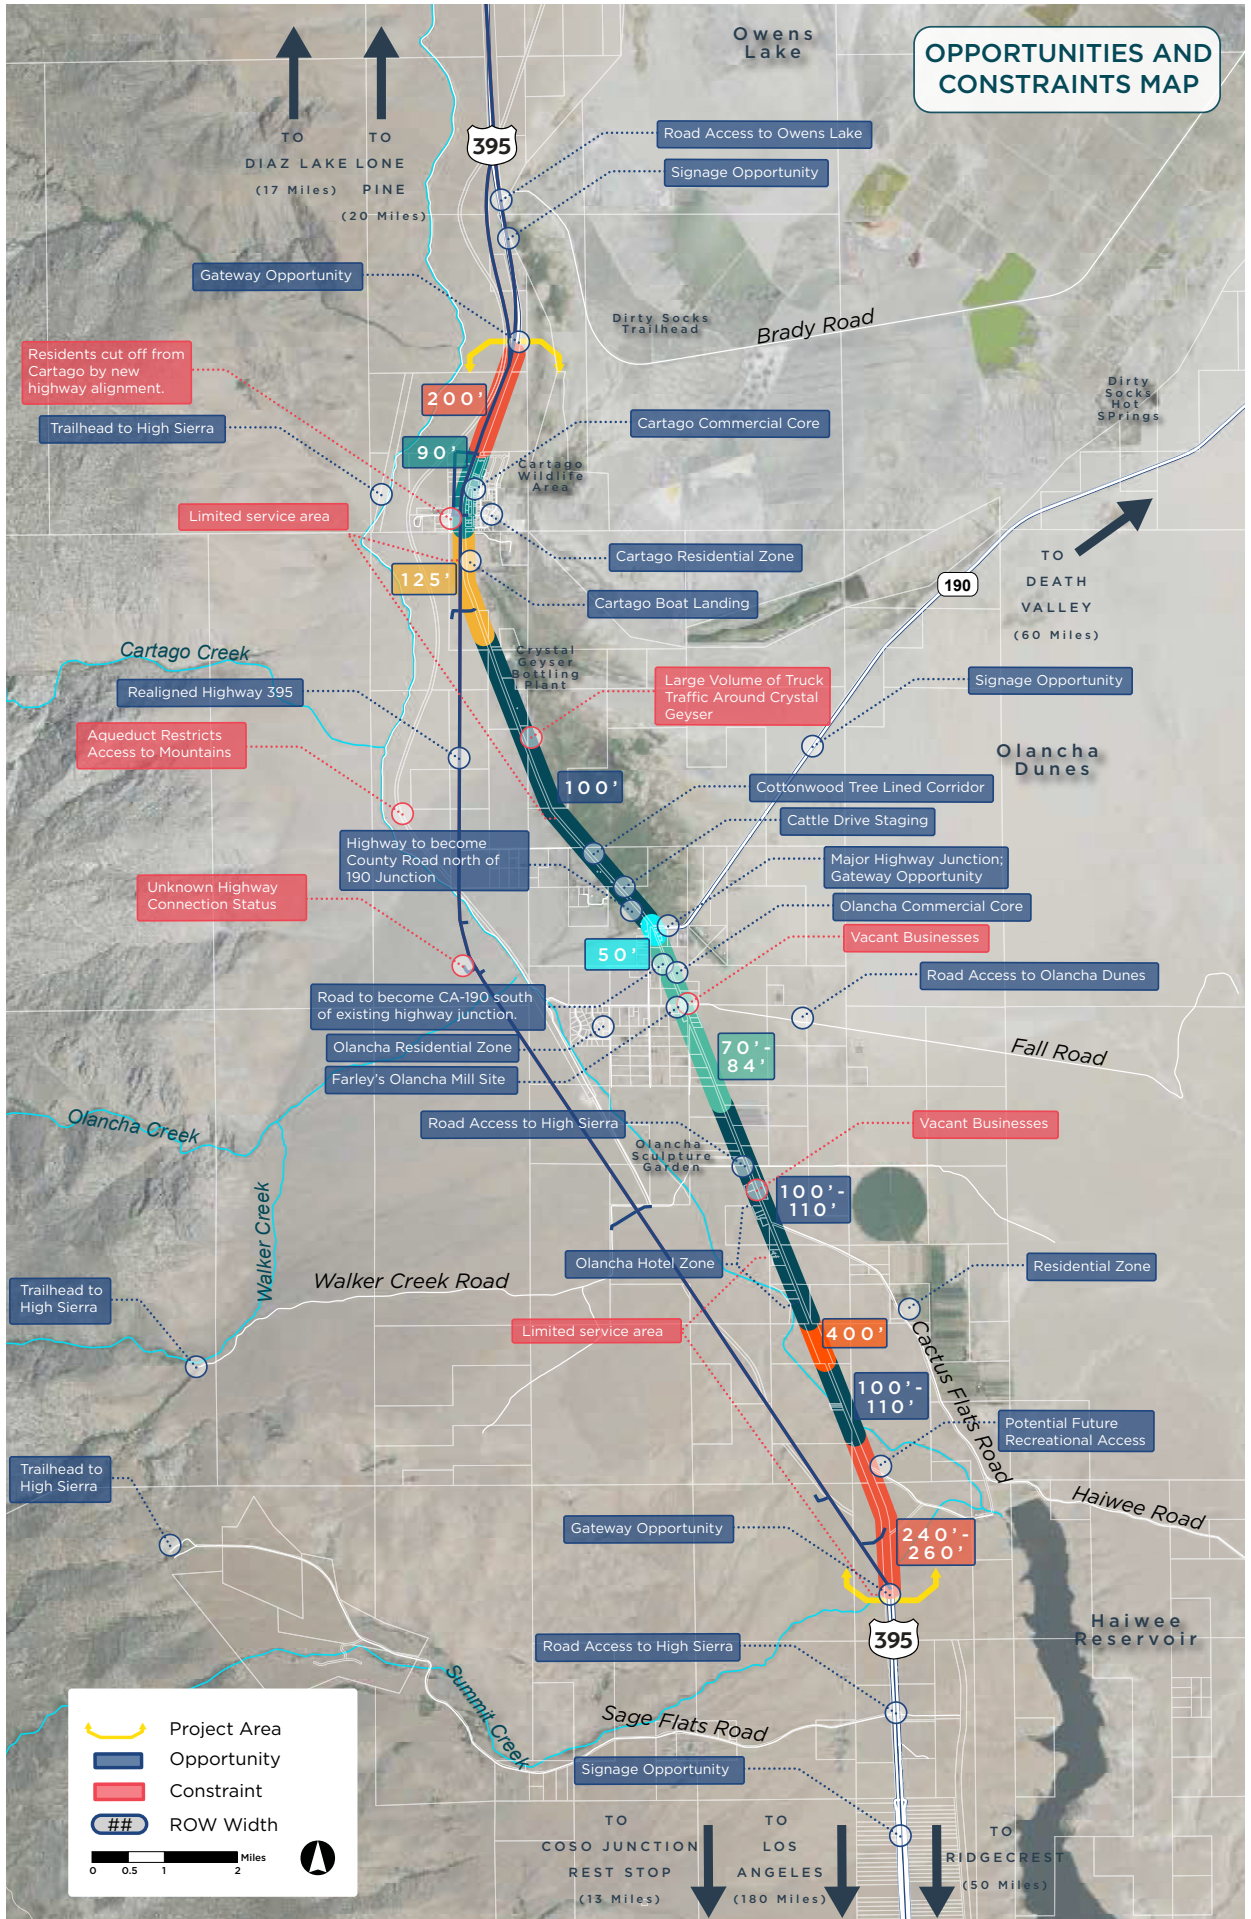 OPPORTUNITIES AND
CONSTRAINTS MAP
Owens
Lake
TO
DIAZ LAKE
(17 Miles)
TO
LONE
PINE
(20 Miles)
395
Road Access to Owens Lake
Signage Opportunity
Gateway Opportunity
Dirty Socks
Trailhead
Brady Road
Residents cut off from
Cartago by new
highway alignment.
200'
Dirty
Socks
Hot
SPrings
Trailhead to High Sierra
90'
Cartago Commercial Core
Cartago
Wildlife
Area
Limited service area
Cartago Residential Zone
125'
Cartago Boat Landing
190
TO
DEATH
VALLEY
(60 Miles)
Cartago Creek
Crystal
Geyser
Bottling
Plant
Realigned Highway 395
Large Volume of Truck
Traffic Around Crystal
Geyser
Signage Opportunity
Aqueduct Restricts
Access to Mountains
Olancha
Dunes
100'
Cottonwood Tree Lined Corridor
Cattle Drive Staging
Highway to become
County Road north of
190 Junction
Major Highway Junction;
Gateway Opportunity
Unknown Highway
Connection Status
Olancha Commercial Core
50'
Vacant Businesses
Road Access to Olancha Dunes
Road to become CA-190 south
of existing highway junction.
Olancha Residential Zone
70'-
84'
Fall Road
Farley's Olancha Mill Site
Olancha Creek
Road Access to High Sierra
Vacant Businesses
Olancha
Sculpture
Garden
100'-
110'
Walker Creek
Olancha Hotel Zone
Residential Zone
Walker Creek Road
Trailhead to
High Sierra
Limited service area
400'
Cactus Flats Road
100'-
110'
Potential Future
Recreational Access
Trailhead to
High Sierra
Haiwee Road
Gateway Opportunity
240'-
260'
395
Haiwee
Reservoir
Road Access to High Sierra
Summit Creek
Sage Flats Road
Signage Opportunity
Project Area
Opportunity
Constraint
##
ROW Width
Miles
0 0.5 1 2
TO
COSO JUNCTION
REST STOP
(13 Miles)
TO
LOS
ANGELES
(180 Miles)
TO
RIDGECREST
(50 Miles)